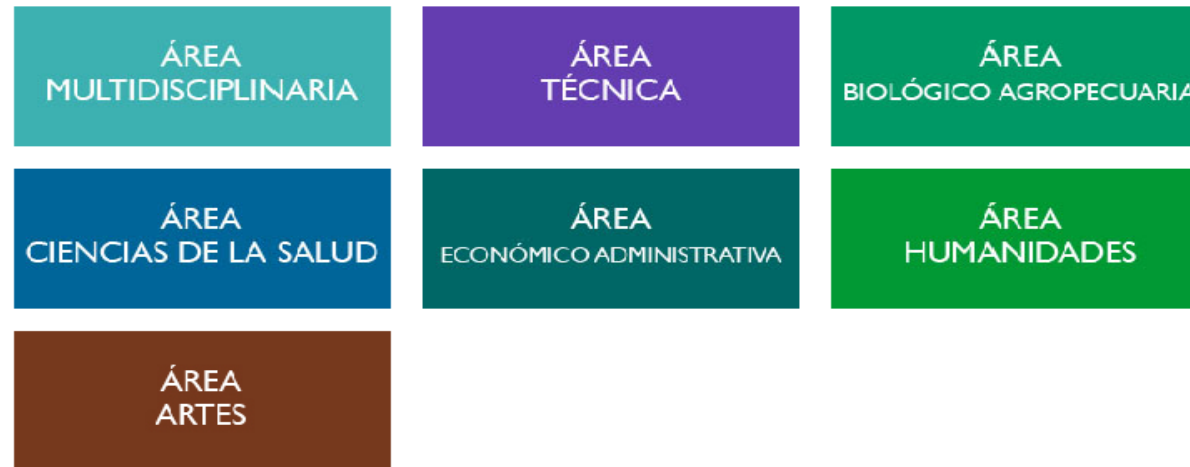 ÁREA
MULTIDISCIPLINARIA
ÁREA
TÉCNICA
ÁREA
BIOLÓGICO AGROPECUARIA
ÁREA
CIENCIAS DE LA SALUD
ÁREA
ECONÓMICO ADMINISTRATIVA
ÁREA
HUMANIDADES
ÁREA
ARTES